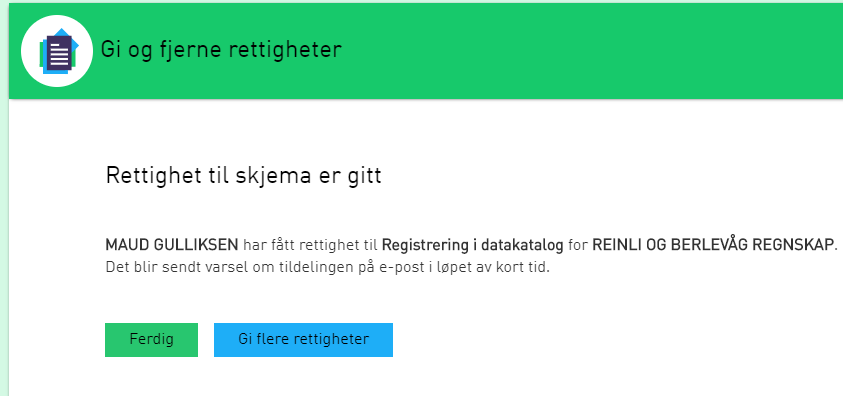 Gi og fjerne rettigheter
Rettighet til skjema er gitt
MAUD GULLIKSEN har fått rettighet til Registrering i datakatalog for REINLI OG BERLEVÅG REGNSKAP.
Det blir sendt varsel om tildelingen på e-post i løpet av kort tid.
Ferdig
Gi flere rettigheter